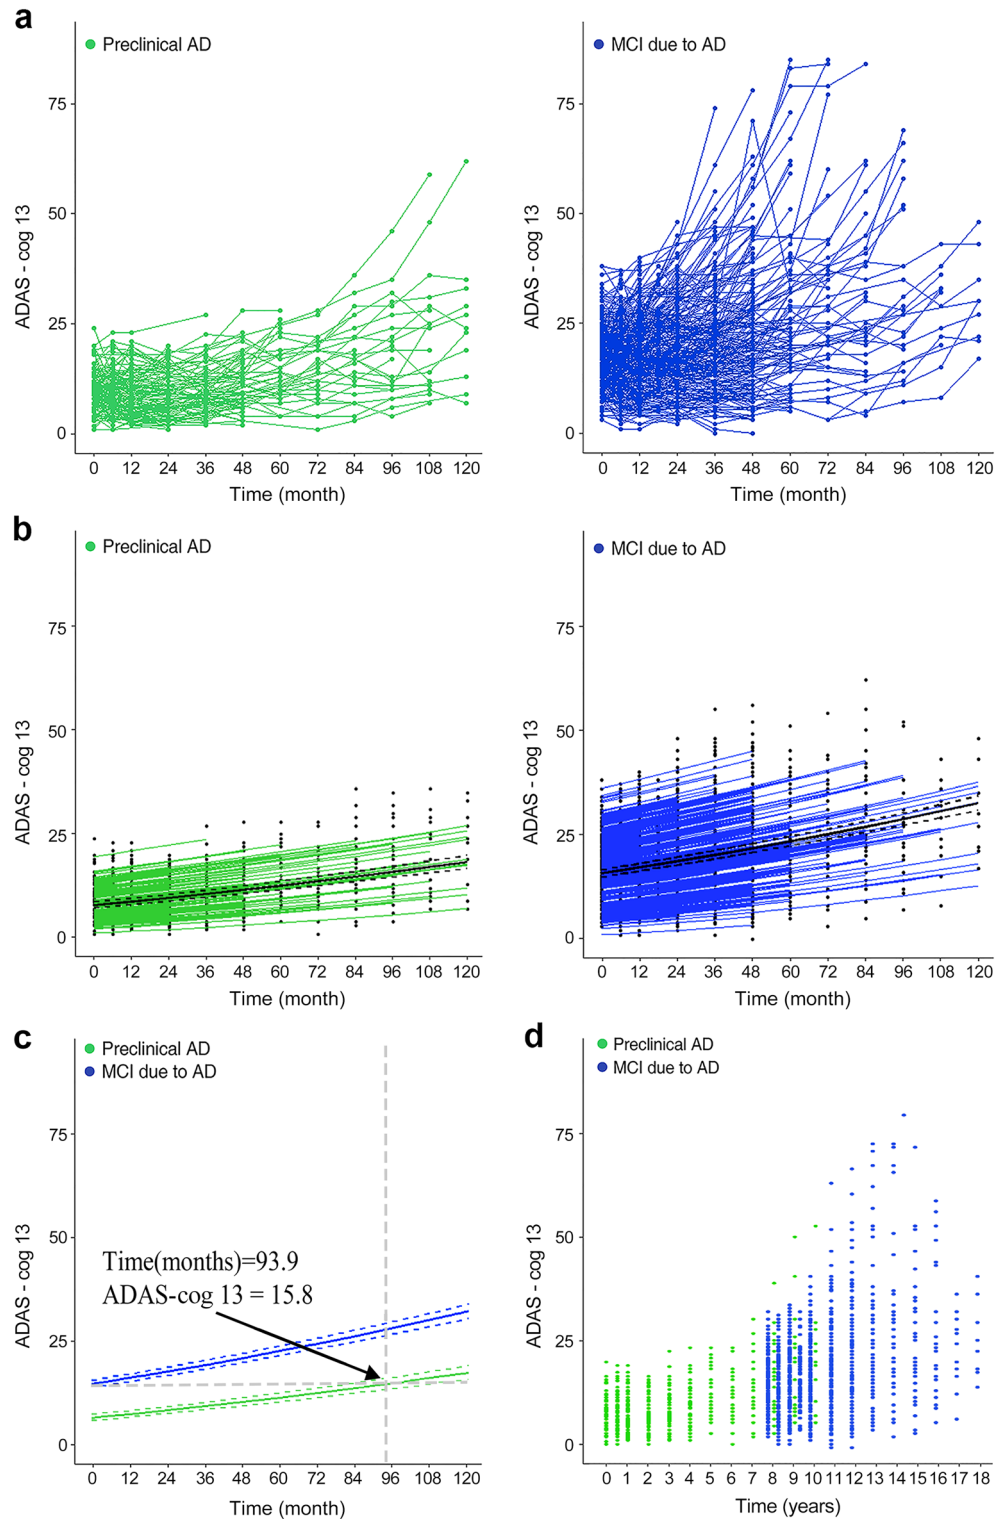 a
Preclinical AD
75
50
25
0
ADAS - cog 13
0 12 24 36 48 60 72 84 96 108 120
Time (month)
MCI due to AD
75
50
25
0
ADAS - cog 13
0 12 24 36 48 60 72 84 96 108 120
Time (month)
b
Preclinical AD
75
50
25
0
ADAS - cog 13
0 12 24 36 48 60 72 84 96 108 120
Time (month)
MCI due to AD
75
50
25
0
ADAS - cog 13
0 12 24 36 48 60 72 84 96 108 120
Time (month)
c
Preclinical AD
MCI due to AD
75
50
25
0
ADAS - cog 13
Time(months)=93.9
ADAS-cog 13 = 15.8
0 12 24 36 48 60 72 84 96 108 120
Time (month)
d
Preclinical AD
MCI due to AD
75
50
25
0
ADAS - cog 13
0 1 2 3 4 5 6 7 8 9 10 11 12 13 14 15 16 17 18
Time (years)